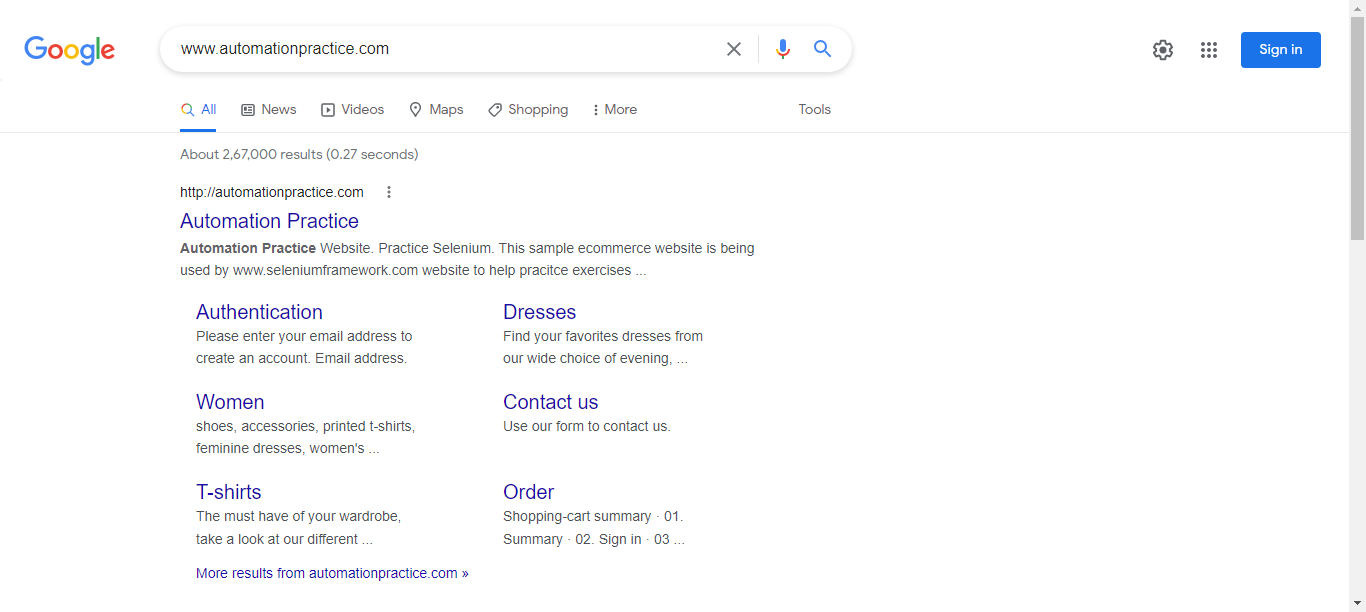 Google
www.automationpractice.com
Sign in
All News Videos Maps Shopping More Tools
About 2,67,000 results (0.27 seconds)
http://automationpractice.com
Automation Practice
Automation Practice Website. Practice Selenium. This sample ecommerce website is being
used by www.seleniumframework.com website to help pracitce exercises ...
Authentication
Please enter your email address to
create an account. Email address.
Dresses
Find your favorites dresses from
our wide choice of evening, ...
Women
shoes, accessories, printed t-shirts,
feminine dresses, women's ...
Contact us
Use our form to contact us.
T-shirts
The must have of your wardrobe,
take a look at our different ...
Order
Shopping-cart summary · 01.
Summary · 02. Sign in · 03 ...
More results from automationpractice.com »